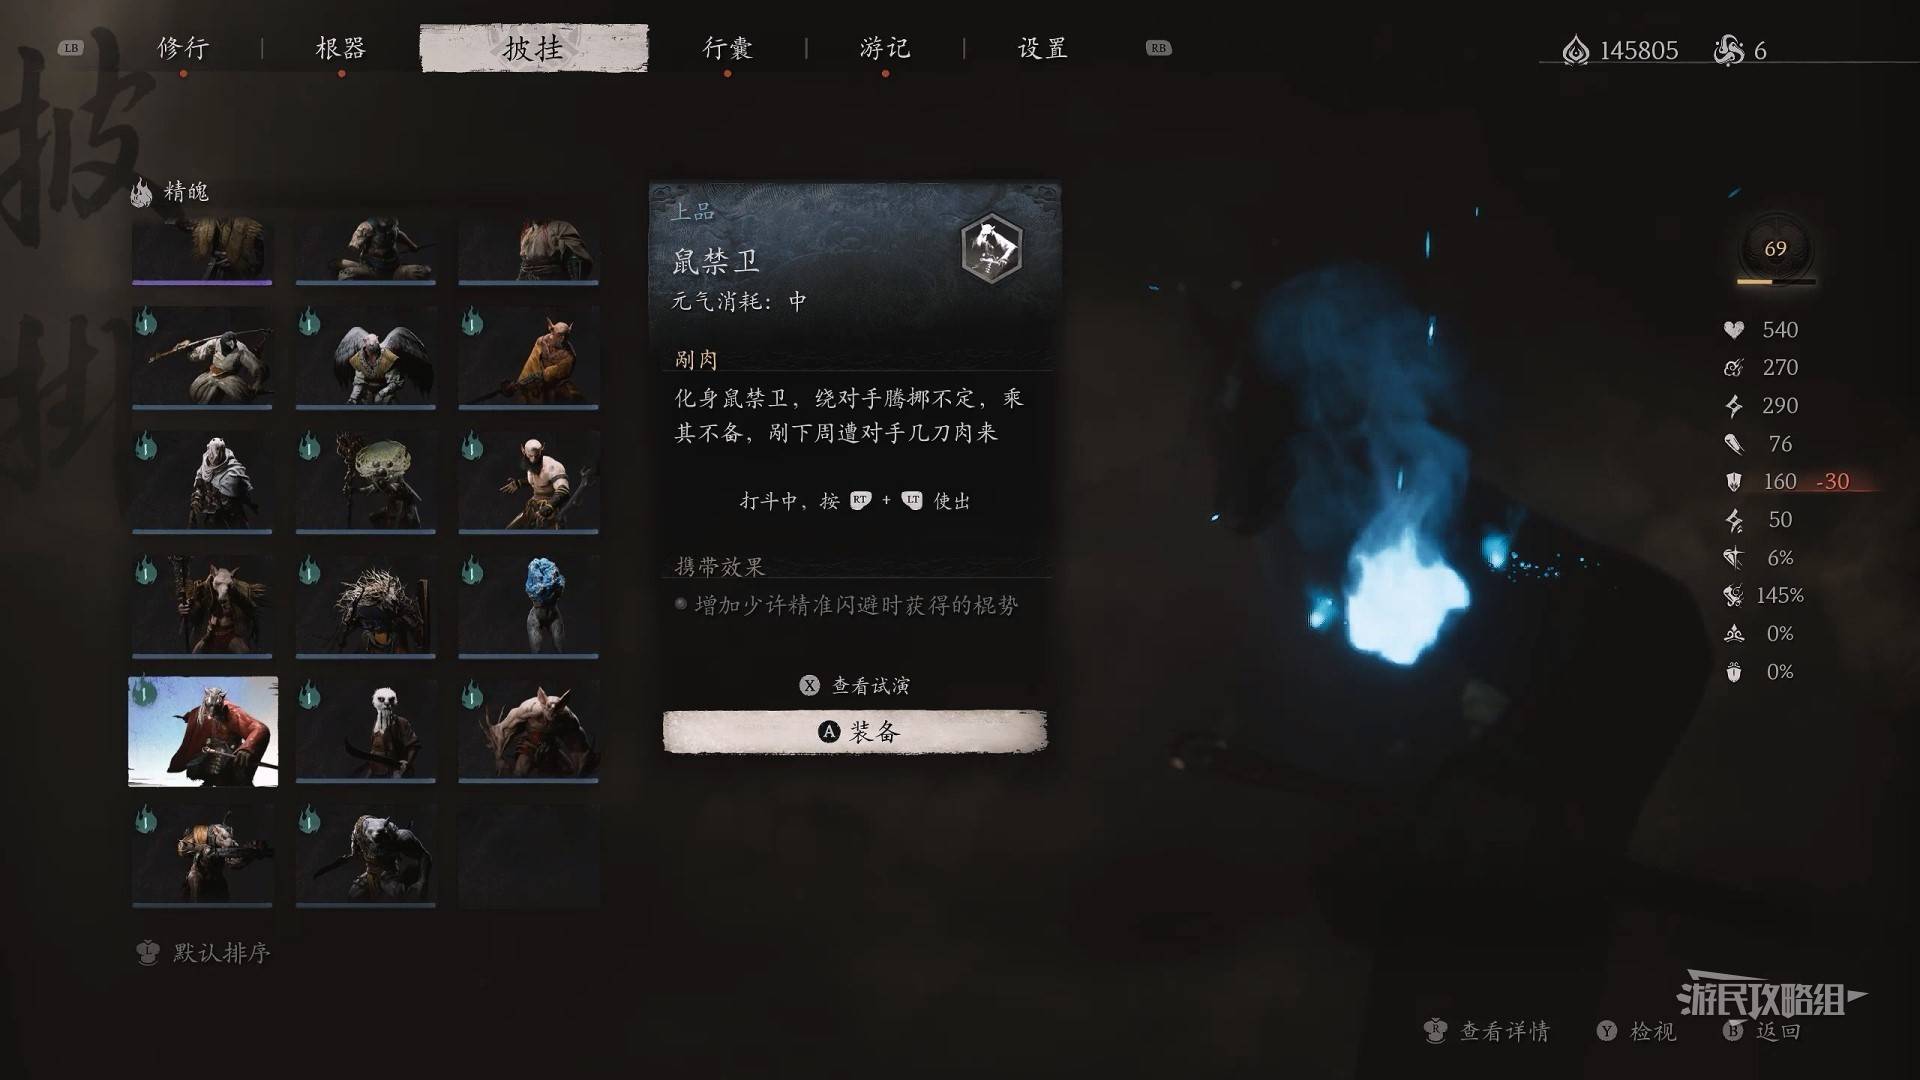 披挂
LB 修行 根器 披挂 行囊 游记 设置 RB
145805 6
精魄
上品
鼠禁卫
元气消耗：中
剐肉
化身鼠禁卫，绕对手腾挪不定，乘
其不备，剐下周遭对手几刀肉来
打斗中，按 RT + LT 使出
携带效果
增加少许精准闪避时获得的棍势
X 查看试演
A 装备
69
540
270
290
76
160 -30
50
6%
145%
0%
0%
L 默认排序
游民攻略组
R 查看详情 Y 检视 B 返回